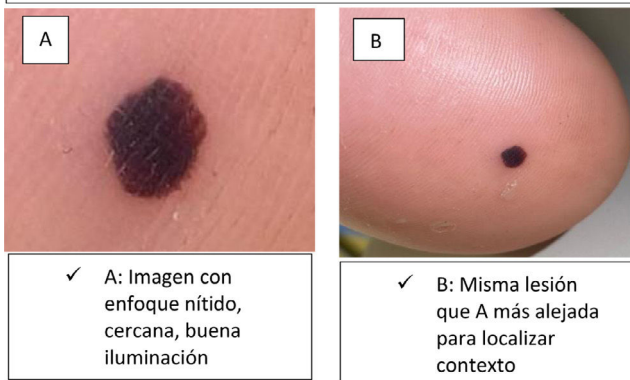 A
B
✓ A: Imagen con
enfoque nítido,
cercana, buena
iluminación
✓ B: Misma lesión
que A más alejada
para localizar
contexto